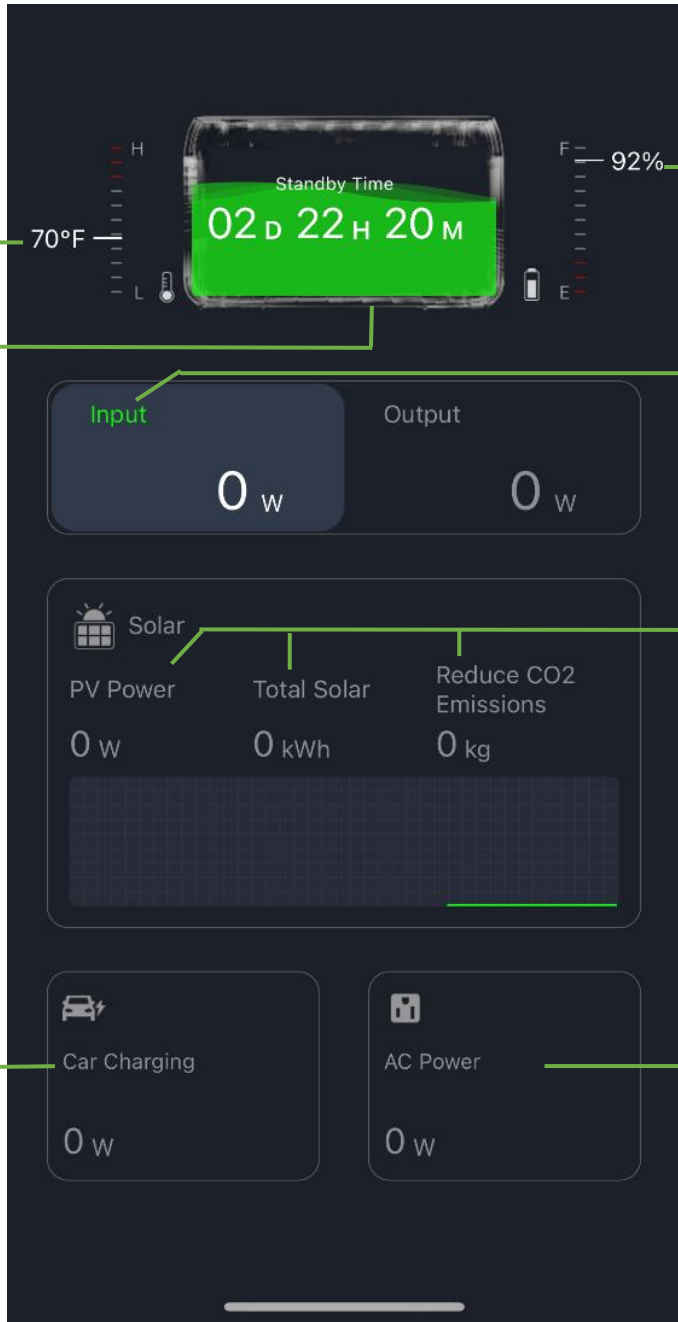 H
F
92%
Standby Time
02 D 22 H 20 M
70°F
L
E
Input
Output
0 W
0 W
Solar
PV Power
Total Solar
Reduce CO2
Emissions
0 W
0 kWh
0 kg
Car Charging
AC Power
0 W
0 W